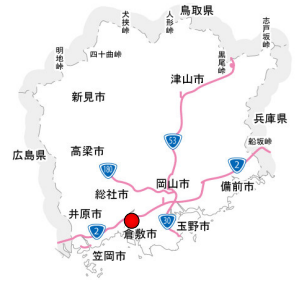 鳥取県
犬挟峠
人形峠
志戸坂峠
明地峠
四十曲峠
黒尾峠
津山市
新見市
兵庫県
53
船坂峠
広島県
高梁市
180
2
総社市
岡山市
備前市
井原市
30
玉野市
2
倉敷市
笠岡市